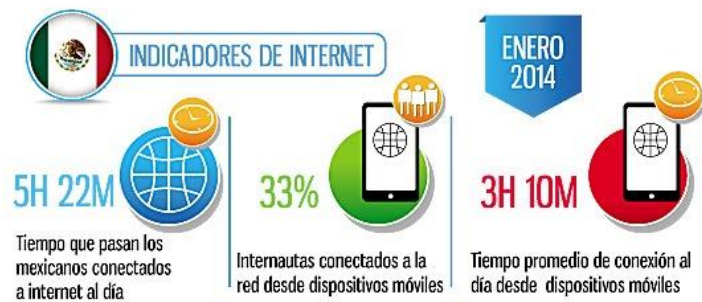 INDICADORES DE INTERNET
ENERO
2014
5H 22M
Tiempo que pasan los
mexicanos conectados
a internet al día
33%
Internautas conectados a la
red desde dispositivos móviles
3H 10M
Tiempo promedio de conexión al
día desde dispositivos móviles